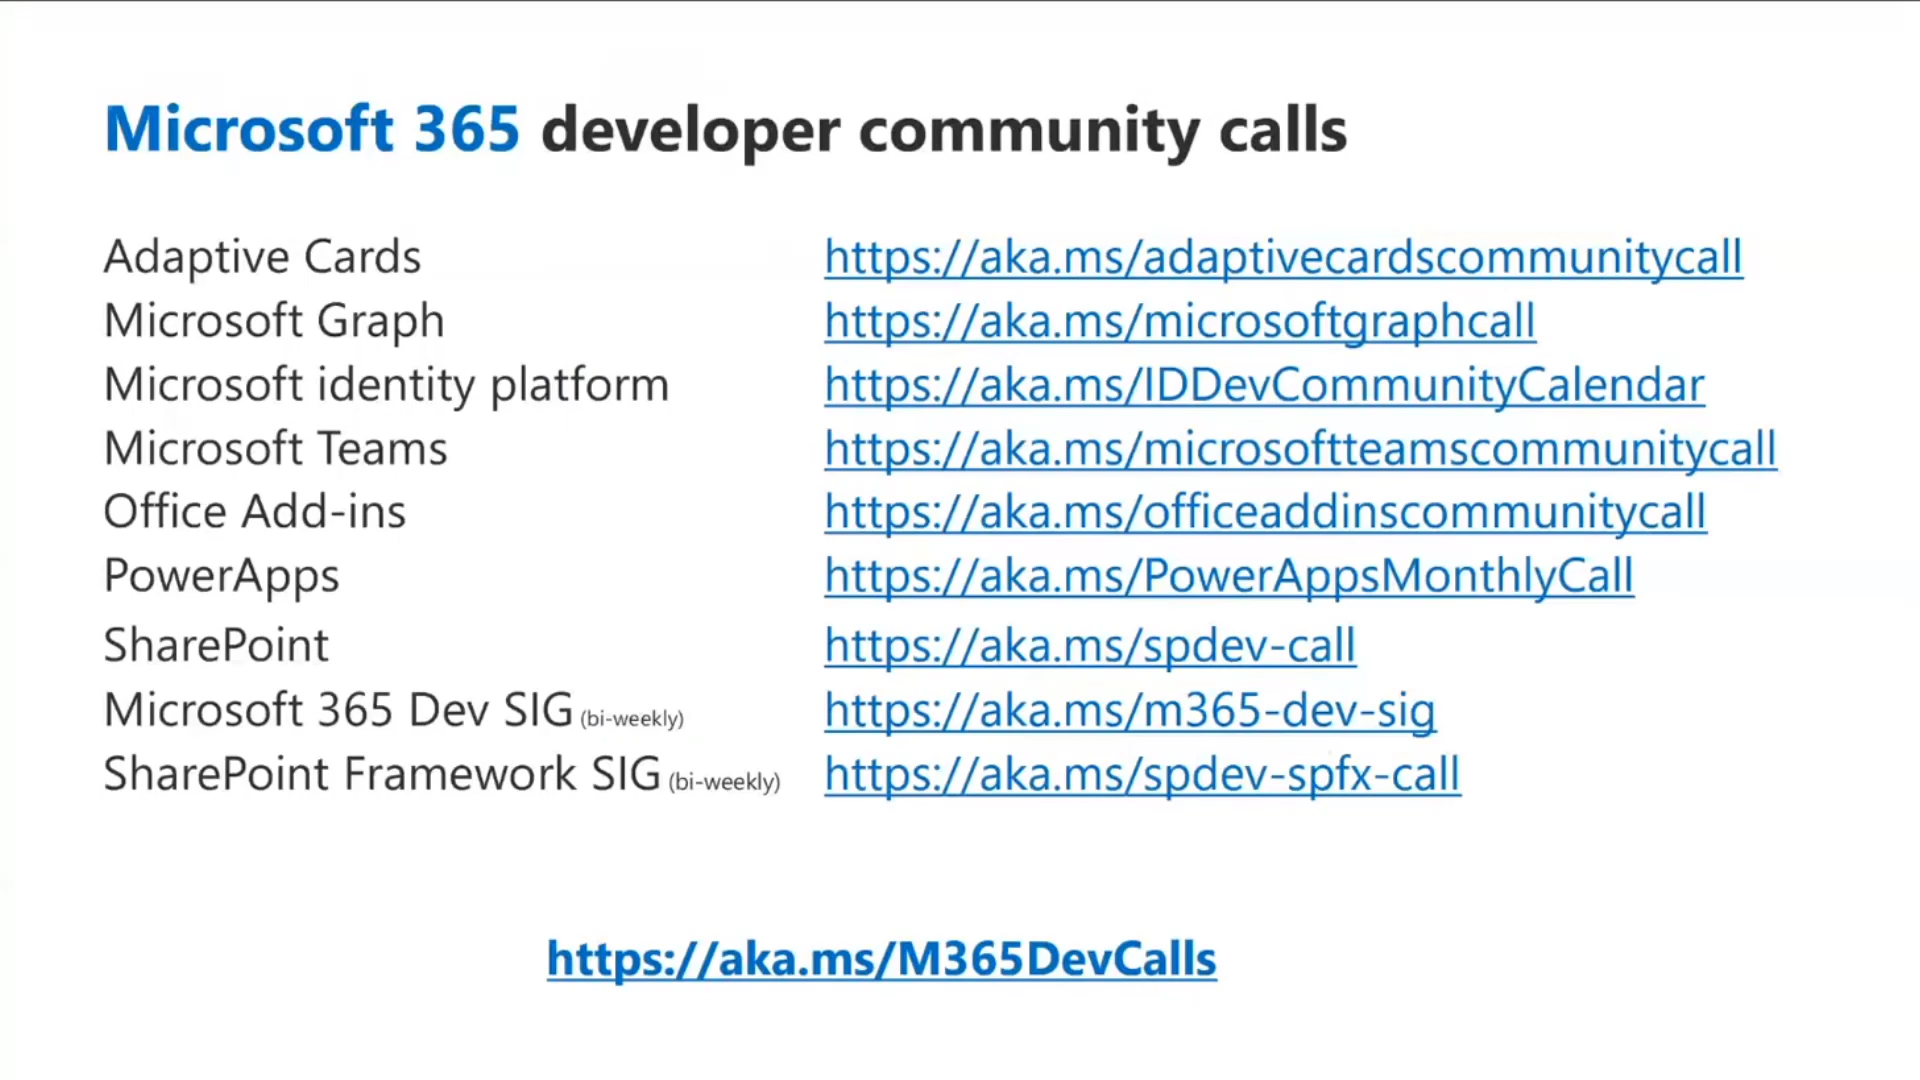 Microsoft 365 developer community calls
Adaptive Cards https://aka.ms/adaptivecardscommunitycall
Microsoft Graph https://aka.ms/microsoftgraphcall
Microsoft identity platform https://aka.ms/IDDevCommunityCalendar
Microsoft Teams https://aka.ms/microsoftteamscommunitycall
Office Add-ins https://aka.ms/officeaddinscommunitycall
PowerApps https://aka.ms/PowerAppsMonthlyCall
SharePoint https://aka.ms/spdev-call
Microsoft 365 Dev SIG (bi-weekly) https://aka.ms/m365-dev-sig
SharePoint Framework SIG (bi-weekly) https://aka.ms/spdev-spfx-call
https://aka.ms/M365DevCalls